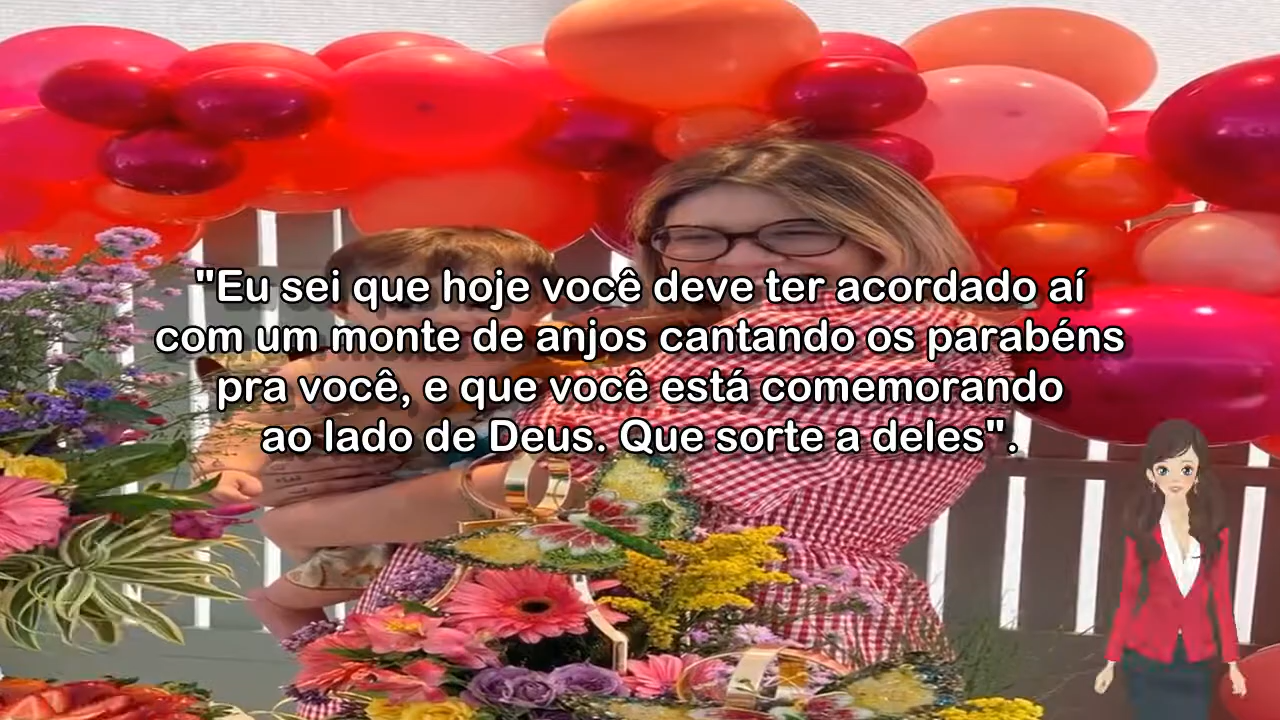 "Eu sei que hoje você deve ter acordado aí
com um monte de anjos cantando os parabéns
pra você, e que você está comemorando
ao lado de Deus. Que sorte a deles".